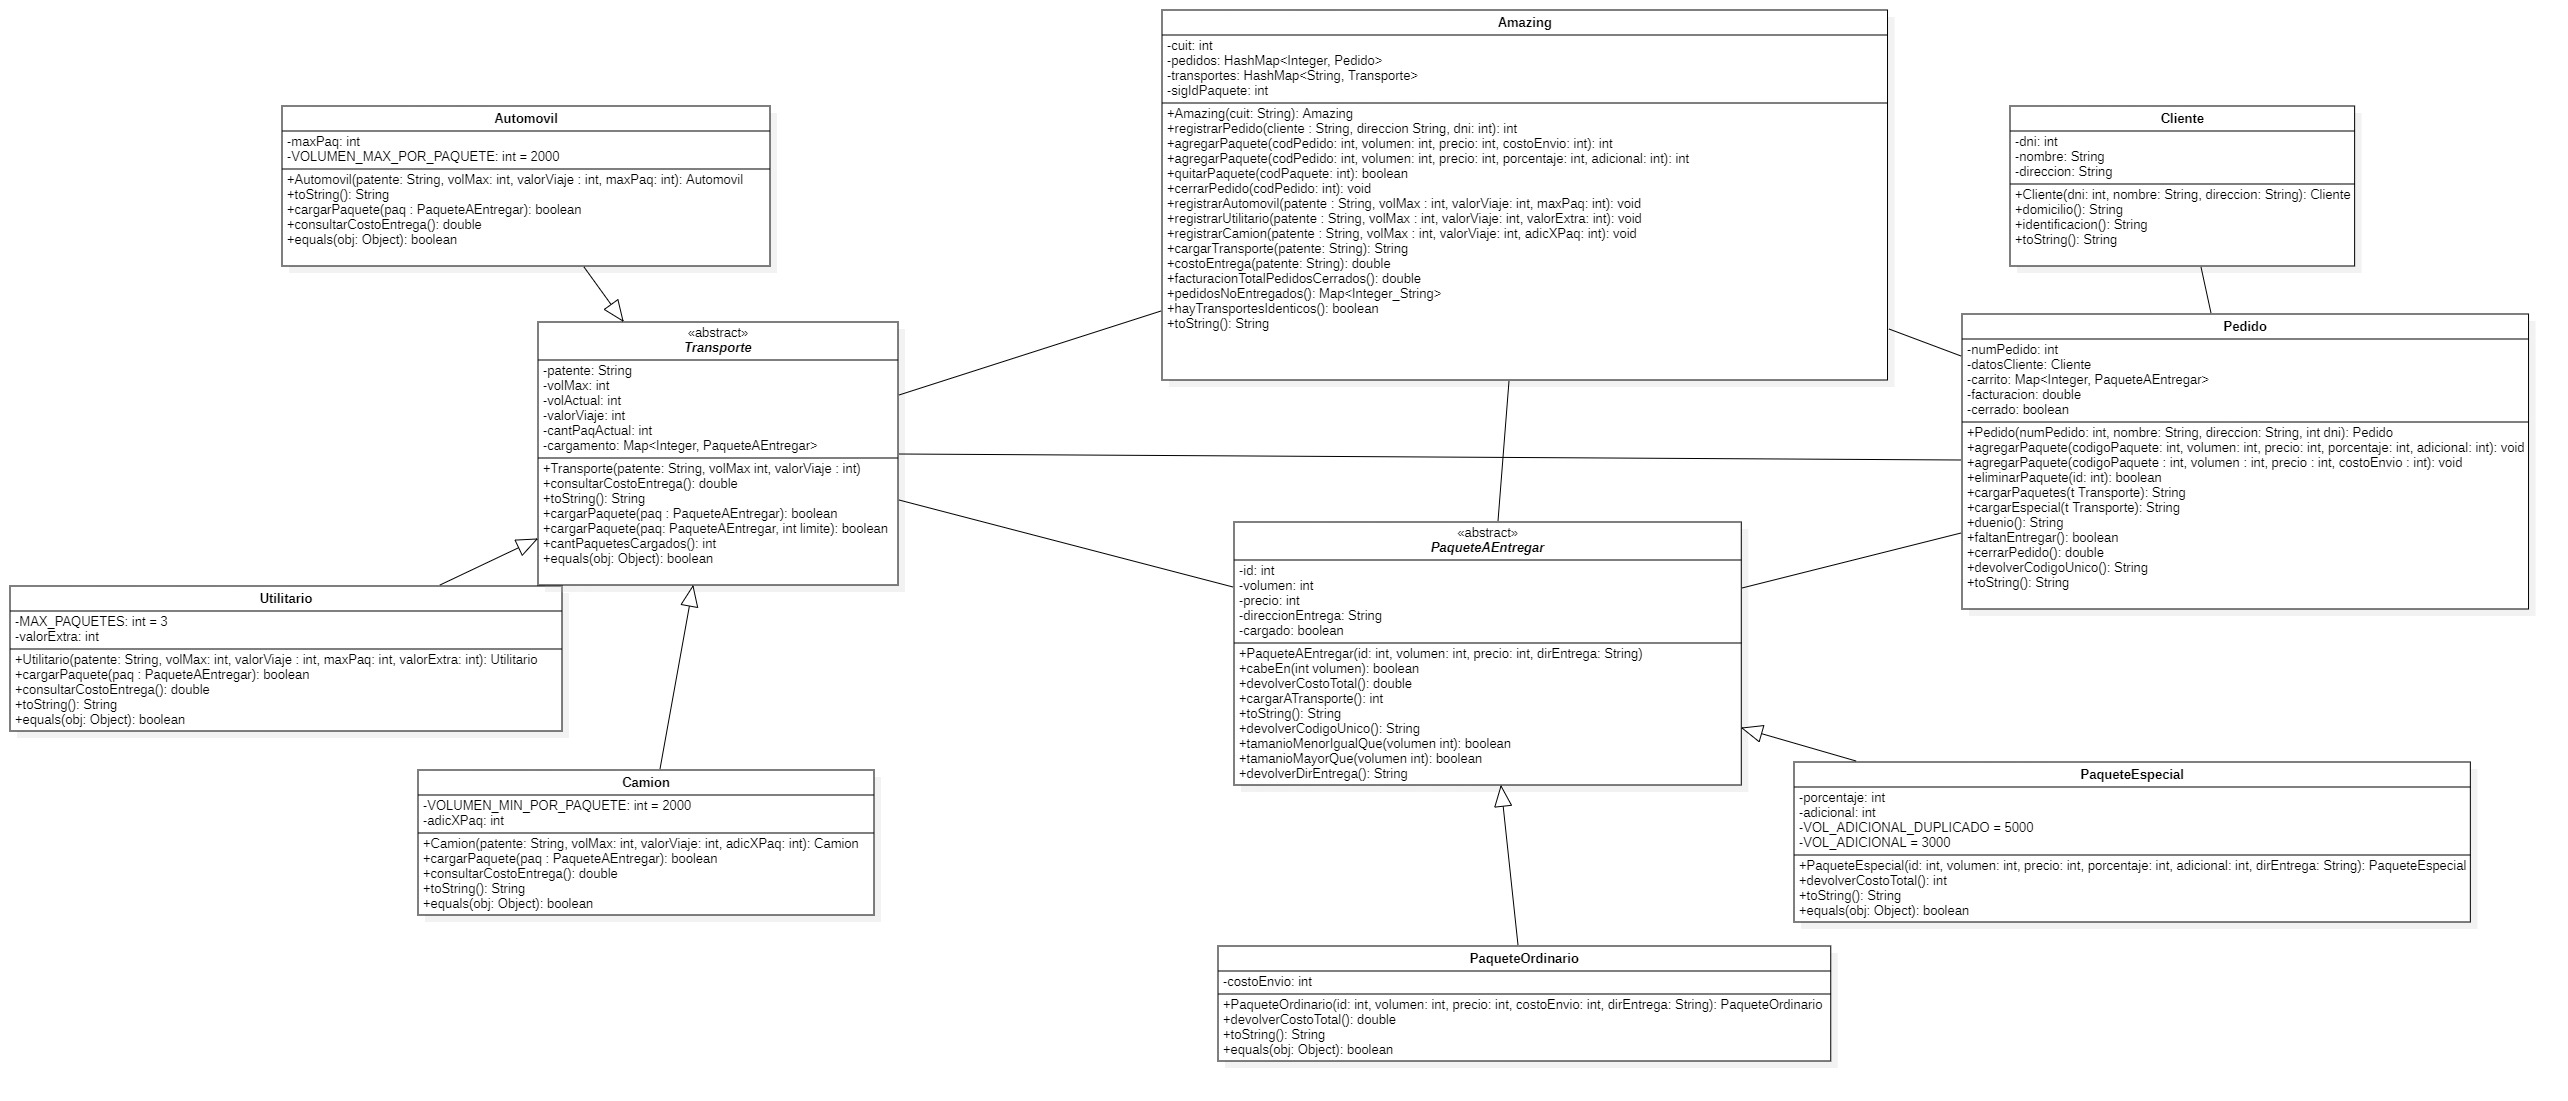 Amazing
-cuit: int
-pedidos: HashMap<Integer, Pedido>
-transportes: HashMap<String, Transporte>
-sigIdPaquete: int
+Amazing(cuit: String): Amazing
+registrarPedido(cliente : String, direccion String, dni: int): int
+agregarPaquete(codPedido: int, volumen: int, precio: int, costoEnvio: int): int
+agregarPaquete(codPedido: int, volumen: int, precio: int, porcentaje: int, adicional: int): int
+quitarPaquete(codPaquete: int): boolean
+cerrarPedido(codPedido: int): void
+registrarAutomovil(patente : String, volMax : int, valorViaje: int, maxPaq: int): void
+registrarUtilitario(patente : String, volMax : int, valorViaje: int, valorExtra: int): void
+registrarCamion(patente : String, volMax : int, valorViaje: int, adicXPaq: int): void
+cargarTransporte(patente: String): String
+costoEntrega(patente: String): double
+facturacionTotalPedidosCerrados(): double
+pedidosNoEntregados(): Map<Integer_String>
+hayTransportesIdenticos(): boolean
+toString(): String
Automovil
-maxPaq: int
-VOLUMEN_MAX_POR_PAQUETE: int = 2000
+Automovil(patente: String, volMax: int, valorViaje : int, maxPaq: int): Automovil
+toString(): String
+cargarPaquete(paq : PaqueteAEntregar): boolean
+consultarCostoEntrega(): double
+equals(obj: Object): boolean
Cliente
-dni: int
-nombre: String
-direccion: String
+Cliente(dni: int, nombre: String, direccion: String): Cliente
+domicilio(): String
+identificacion(): String
+toString(): String
«abstract»
Transporte
-patente: String
-volMax: int
-volActual: int
-valorViaje: int
-cantPaqActual: int
-cargamento: Map<Integer, PaqueteAEntregar>
+Transporte(patente: String, volMax int, valorViaje : int)
+consultarCostoEntrega(): double
+toString(): String
+cargarPaquete(paq : PaqueteAEntregar): boolean
+cargarPaquete(paq: PaqueteAEntregar, int limite): boolean
+cantPaquetesCargados(): int
+equals(obj: Object): boolean
Pedido
-numPedido: int
-datosCliente: Cliente
-carrito: Map<Integer, PaqueteAEntregar>
-facturacion: double
-cerrado: boolean
+Pedido(numPedido: int, nombre: String, direccion: String, int dni): Pedido
+agregarPaquete(codigoPaquete: int, volumen: int, precio: int, porcentaje: int, adicional: int): void
+agregarPaquete(codigoPaquete : int, volumen : int, precio : int, costoEnvio : int): void
+eliminarPaquete(id: int): boolean
+cargarPaquetes(t Transporte): String
+cargarEspecial(t Transporte): String
+duenio(): String
+faltanEntregar(): boolean
+cerrarPedido(): double
+devolverCodigoUnico(): String
+toString(): String
«abstract»
PaqueteAEntregar
-id: int
-volumen: int
-precio: int
-direccionEntrega: String
-cargado: boolean
+PaqueteAEntregar(id: int, volumen: int, precio: int, dirEntrega: String)
+cabeEn(int volumen): boolean
+devolverCostoTotal(): double
+cargarATransporte(): int
+toString(): String
+devolverCodigoUnico(): String
+tamanioMenorIgualQue(volumen int): boolean
+tamanioMayorQue(volumen int): boolean
+devolverDirEntrega(): String
Utilitario
-MAX_PAQUETES: int = 3
-valorExtra: int
+Utilitario(patente: String, volMax: int, valorViaje : int, maxPaq: int, valorExtra: int): Utilitario
+cargarPaquete(paq : PaqueteAEntregar): boolean
+consultarCostoEntrega(): double
+toString(): String
+equals(obj: Object): boolean
Camion
-VOLUMEN_MIN_POR_PAQUETE: int = 2000
-adicXPaq: int
+Camion(patente: String, volMax: int, valorViaje: int, adicXPaq: int): Camion
+cargarPaquete(paq : PaqueteAEntregar): boolean
+consultarCostoEntrega(): double
+toString(): String
+equals(obj: Object): boolean
PaqueteEspecial
-porcentaje: int
-adicional: int
-VOL_ADICIONAL_DUPLICADO = 5000
-VOL_ADICIONAL = 3000
+PaqueteEspecial(id: int, volumen: int, precio: int, porcentaje: int, adicional: int, dirEntrega: String): PaqueteEspecial
+devolverCostoTotal(): int
+toString(): String
+equals(obj: Object): boolean
PaqueteOrdinario
-costoEnvio: int
+PaqueteOrdinario(id: int, volumen: int, precio: int, costoEnvio: int, dirEntrega: String): PaqueteOrdinario
+devolverCostoTotal(): double
+toString(): String
+equals(obj: Object): boolean